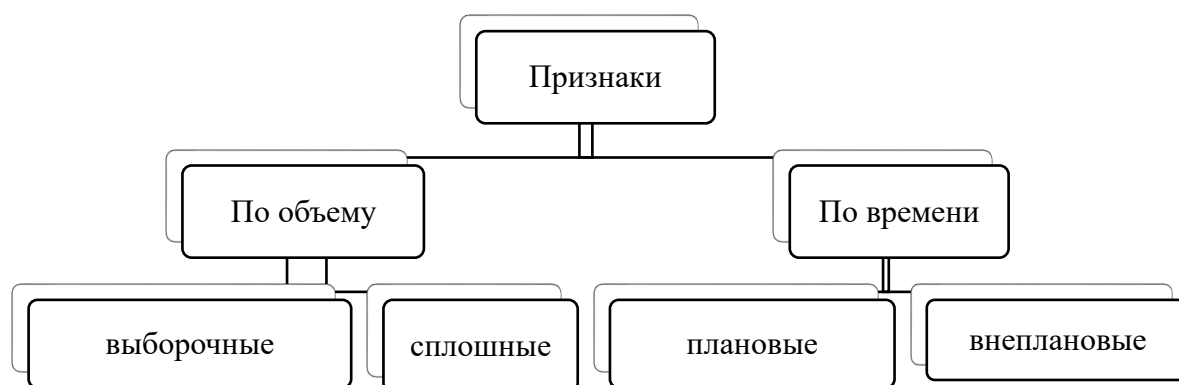 Признаки
По объему
По времени
выборочные
сплошные
плановые
внеплановые